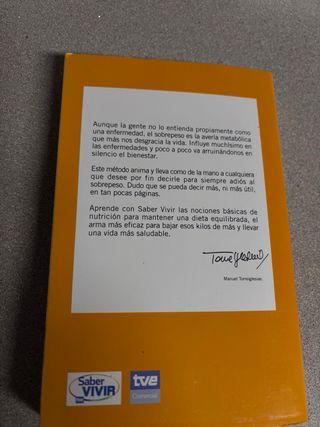 Aunque la gente no lo entienda propiamente como
una enfermedad, el sobrepeso es la avería metabólica
que más nos desgracia la vida. Influye muchísimo en
las enfermedades y poco a poco va arruinándonos en
silencio el bienestar.
Este método anima y lleva como de la mano a cualquiera
que desee por fin decirle para siempre adiós al
sobrepeso. Dudo que se pueda decir más, ni más útil,
en tan pocas páginas.
Aprende con Saber Vivir las nociones básicas de
nutrición para mantener una dieta equilibrada, el
arma más eficaz para bajar esos kilos de más y llevar
una vida más saludable.
Manuel Torreiglesias
Saber
VIVIR
tve
Comercial